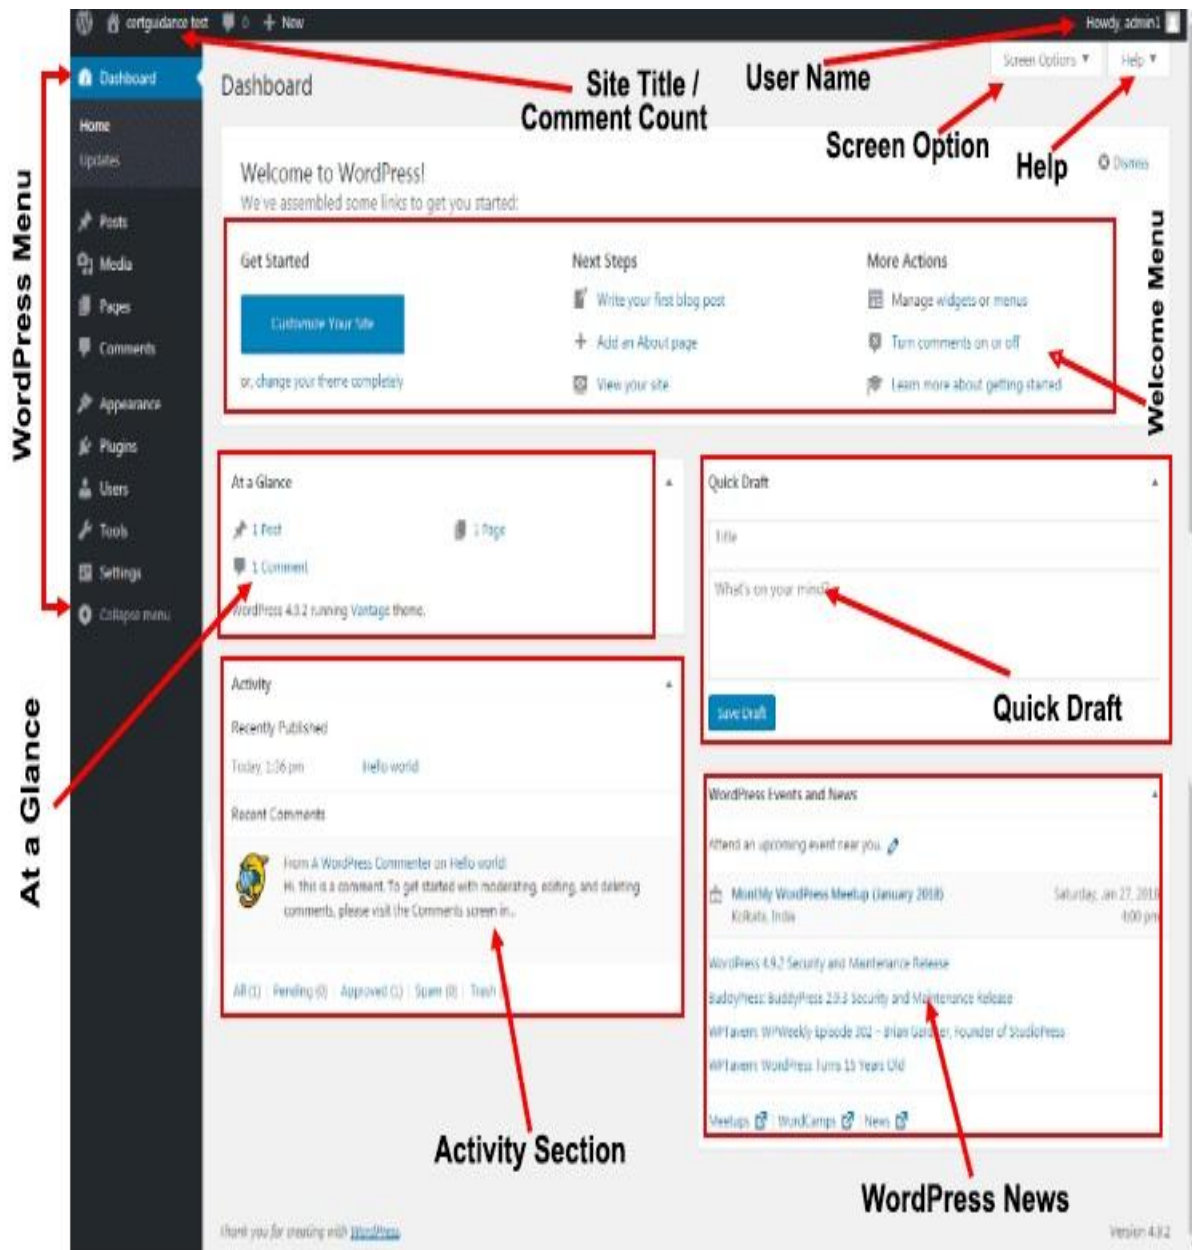 certguidance test 0 + New
Howdy, admin1
Dashboard
Home
Updates
Posts
Media
Pages
Comments
Appearance
Plugins
Users
Tools
Settings
Collapse menu
WordPress Menu
At a Glance
Dashboard
Site Title /
Comment Count
User Name
Screen Options
Help
Screen Option
Help
Welcome to WordPress!
We've assembled some links to get you started:
Dismiss
Get Started
Customize Your Site
or, change your theme completely
Next Steps
Write your first blog post
Add an About page
View your site
More Actions
Manage widgets or menus
Turn comments on or off
Learn more about getting started
Welcome Menu
At a Glance
1 Post
1 Page
1 Comment
WordPress 4.9.2 running Vantage theme.
Activity
Recently Published
Today, 1:36 pm Hello world!
Recent Comments
From A WordPress Commenter on Hello world!
Hi, this is a comment. To get started with moderating, editing, and deleting
comments, please visit the Comments screen in...
All (1) | Pending (0) | Approved (1) | Spam (0) | Trash
Activity Section
Quick Draft
Title
What's on your mind?
Save Draft
Quick Draft
WordPress Events and News
Attend an upcoming event near you.
Monthly WordPress Meetup (January 2018)
Kolkata, India
Saturday, Jan 27, 2018
4:00 pm
WordPress 4.9.2 Security and Maintenance Release
BuddyPress: BuddyPress 2.9.3 Security and Maintenance Release
WPTavern: WPWeekly Episode 302 – Brian Gardner, Founder of StudioPress
WPTavern: WordPress Turns 15 Years Old
Meetups | WordCamps | News
WordPress News
Thank you for creating with WordPress.
Version 4.9.2